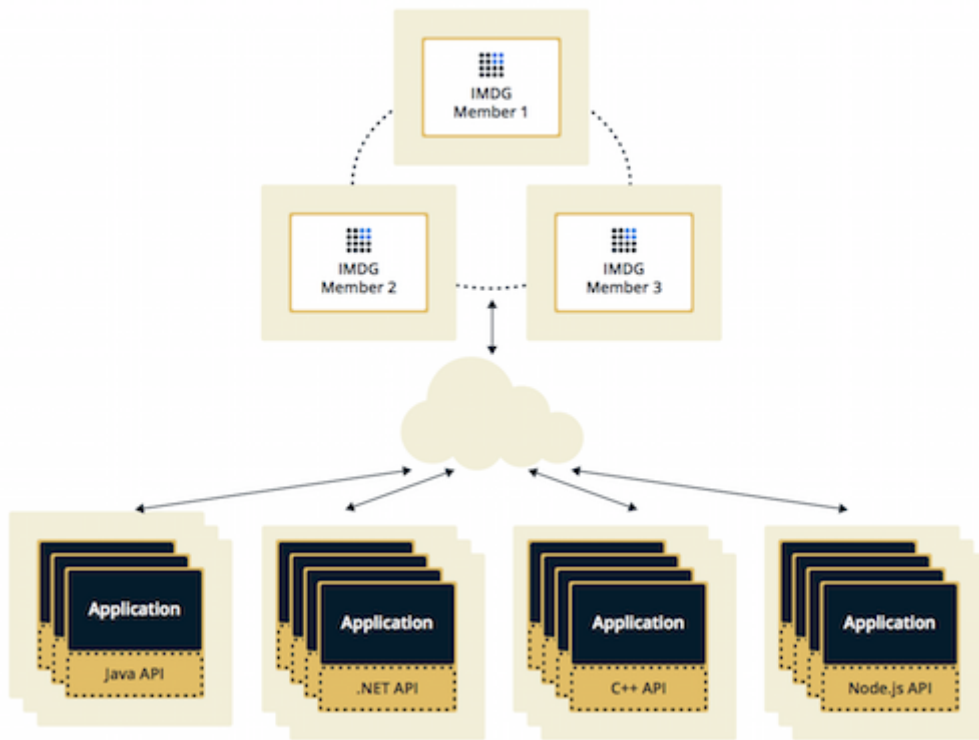 IMDG
Member 1
IMDG
Member 2
IMDG
Member 3
Application
Java API
Application
.NET API
Application
C++ API
Application
Node.js API